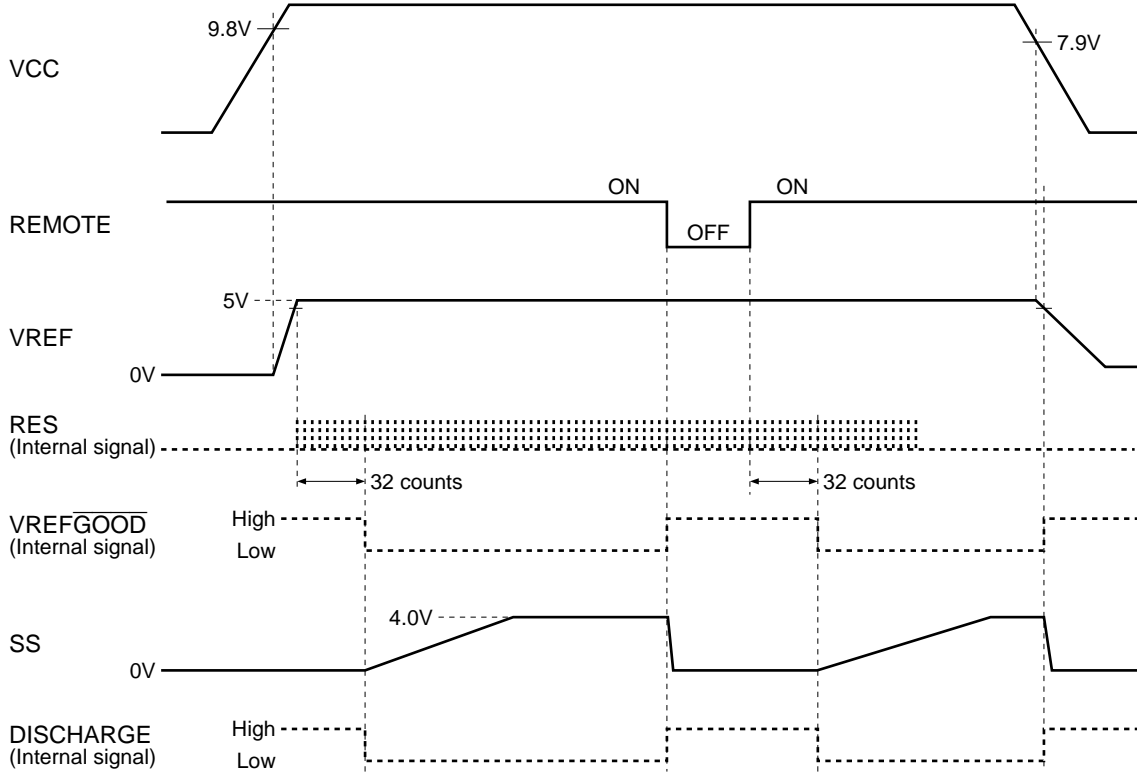 9.8V
7.9V
VCC
ON
ON
REMOTE
OFF
5V
VREF
0V
RES
(Internal signal)
32 counts
32 counts
VREFGOOD
(Internal signal)
High
Low
4.0V
SS
0V
DISCHARGE
(Internal signal)
High
Low